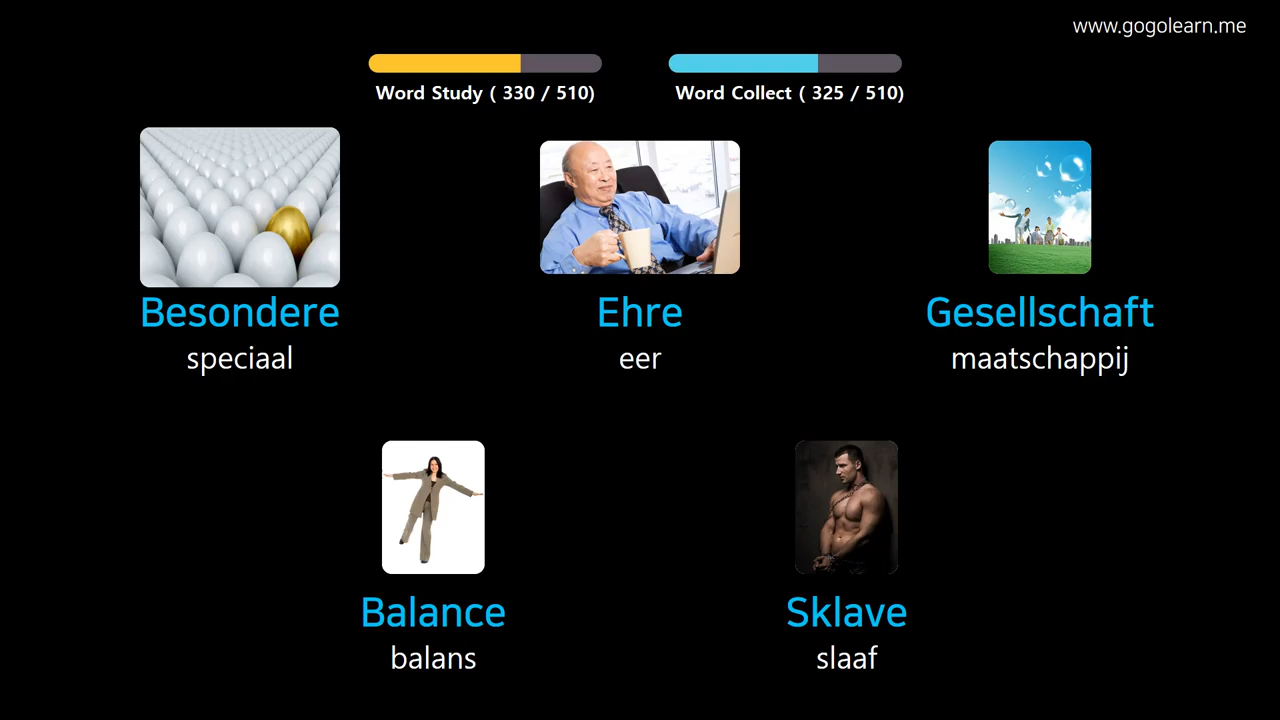 www.gogolearn.me
Word Study ( 330 / 510)
Word Collect ( 325 / 510)
Besondere
speciaal
Ehre
eer
Gesellschaft
maatschappij
Balance
balans
Sklave
slaaf